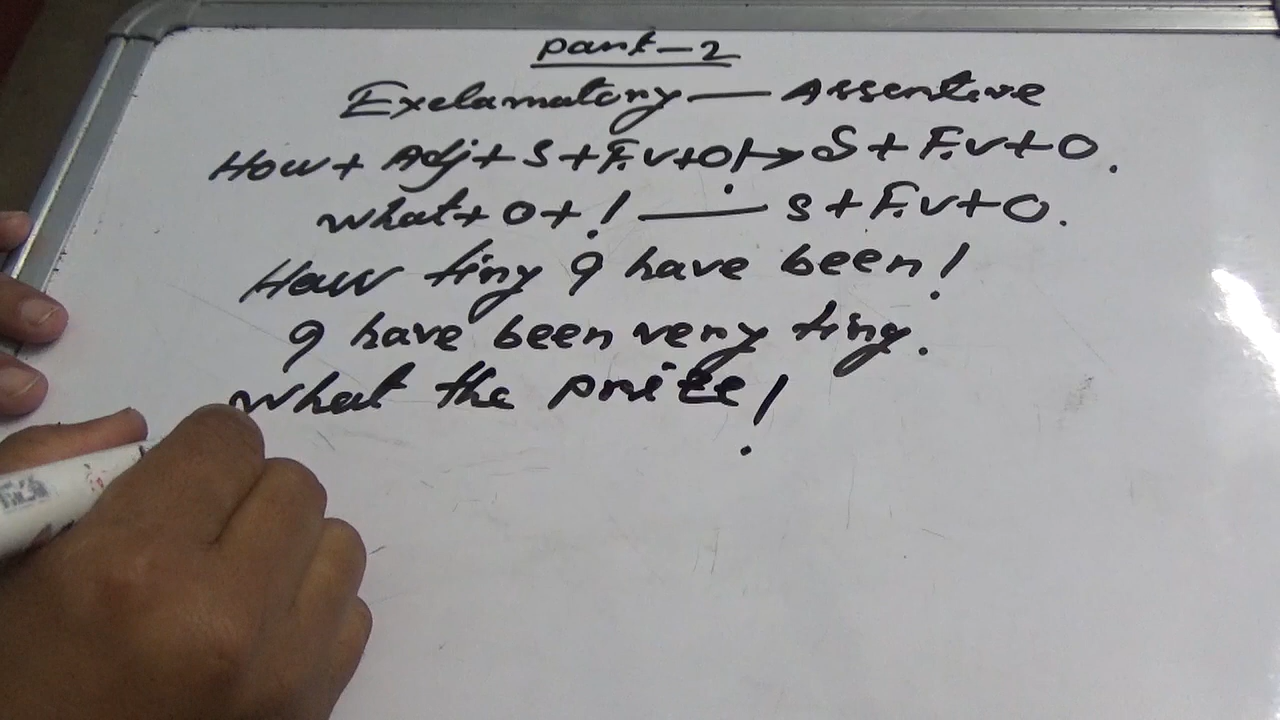 Part-2
Exclamatory — Assertive
How + Adj + S + F.v + O! → S + F.v + O.
What + O + ! — S + F.v + O.
How tiny I have been!
I have been very tiny.
What the prize!